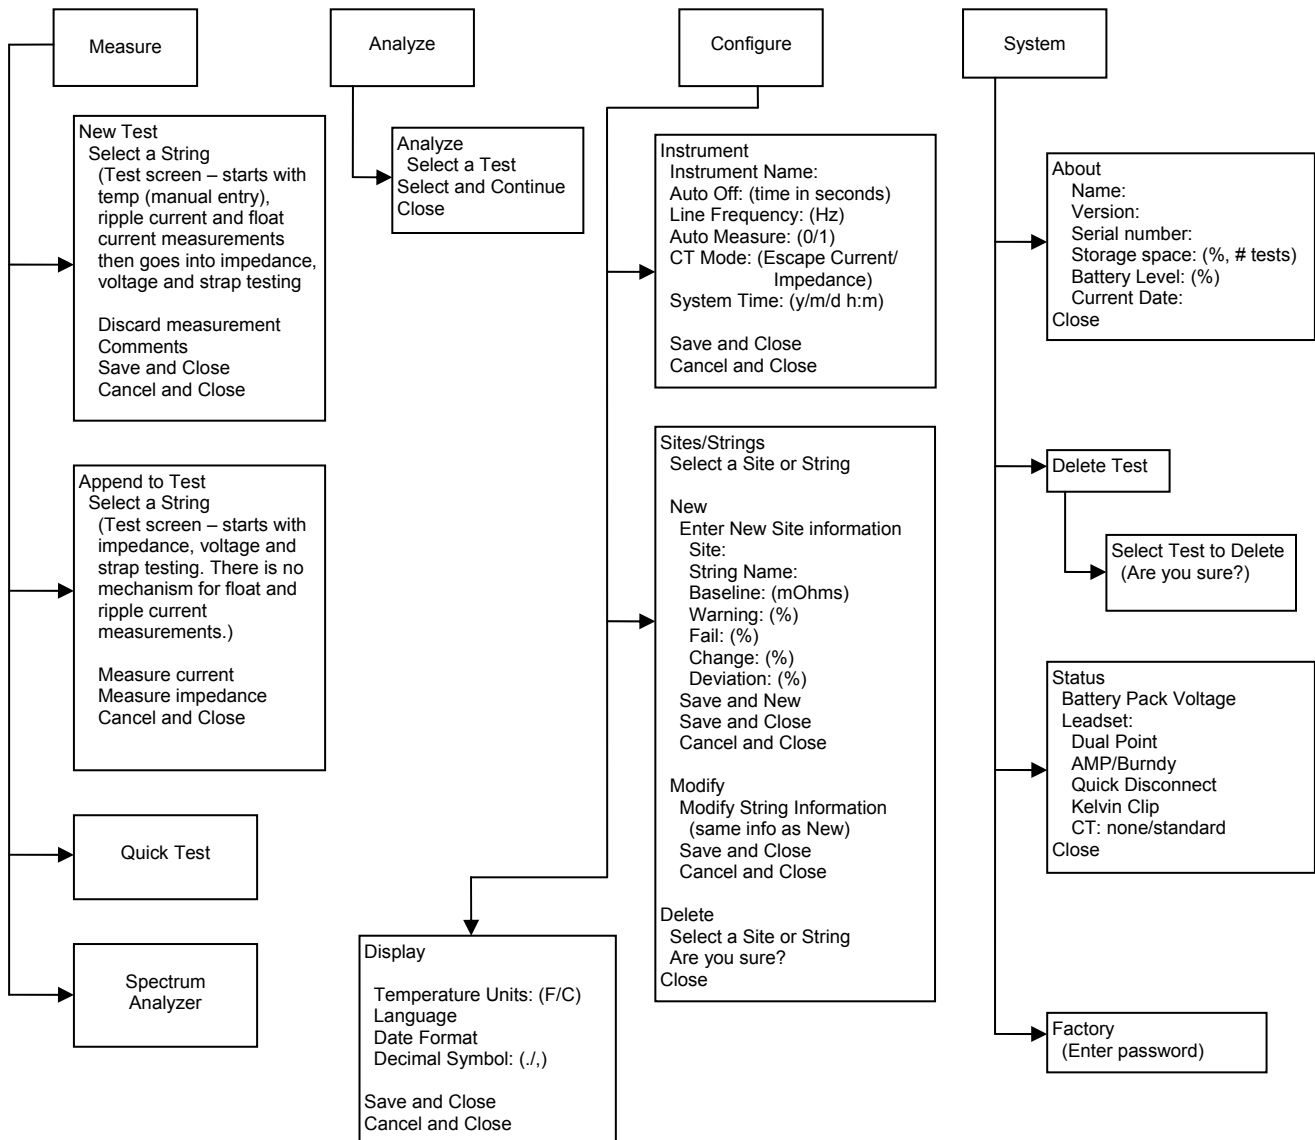 Measure
New Test
Select a String
(Test screen – starts with
temp (manual entry),
ripple current and float
current measurements
then goes into impedance,
voltage and strap testing
Discard measurement
Comments
Save and Close
Cancel and Close
Append to Test
Select a String
(Test screen – starts with
impedance, voltage and
strap testing. There is no
mechanism for float and
ripple current
measurements.)
Measure current
Measure impedance
Cancel and Close
Quick Test
Spectrum
Analyzer
Analyze
Analyze
Select a Test
Select and Continue
Close
Configure
Instrument
Instrument Name:
Auto Off: (time in seconds)
Line Frequency: (Hz)
Auto Measure: (0/1)
CT Mode: (Escape Current/
Impedance)
System Time: (y/m/d h:m)
Save and Close
Cancel and Close
Sites/Strings
Select a Site or String
New
Enter New Site information
Site:
String Name:
Baseline: (mOhms)
Warning: (%)
Fail: (%)
Change: (%)
Deviation: (%)
Save and New
Save and Close
Cancel and Close
Modify
Modify String Information
(same info as New)
Save and Close
Cancel and Close
Delete
Select a Site or String
Are you sure?
Close
Display
Temperature Units: (F/C)
Language
Date Format
Decimal Symbol: (./,)
Save and Close
Cancel and Close
System
About
Name:
Version:
Serial number:
Storage space: (%, # tests)
Battery Level: (%)
Current Date:
Close
Delete Test
Select Test to Delete
(Are you sure?)
Status
Battery Pack Voltage
Leadset:
Dual Point
AMP/Burndy
Quick Disconnect
Kelvin Clip
CT: none/standard
Close
Factory
(Enter password)